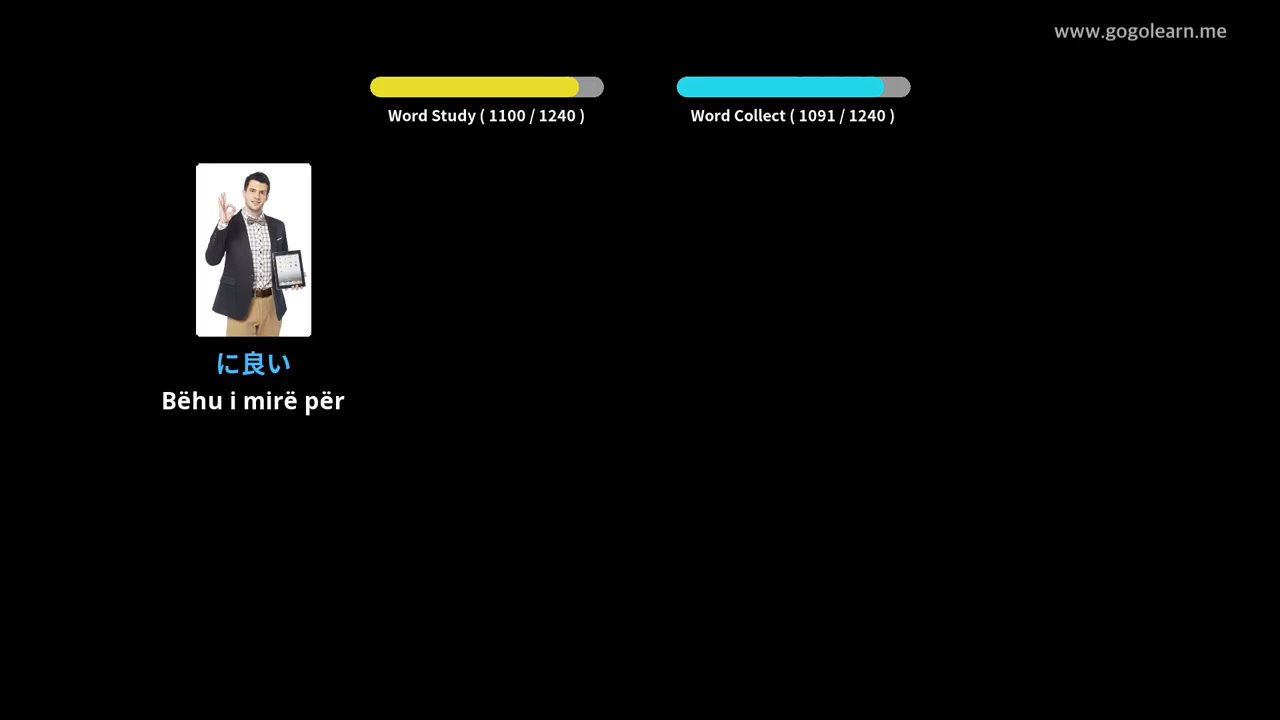 www.gogolearn.me
Word Study ( 1100 / 1240 )
Word Collect ( 1091 / 1240 )
に良い
Bëhu i mirë për